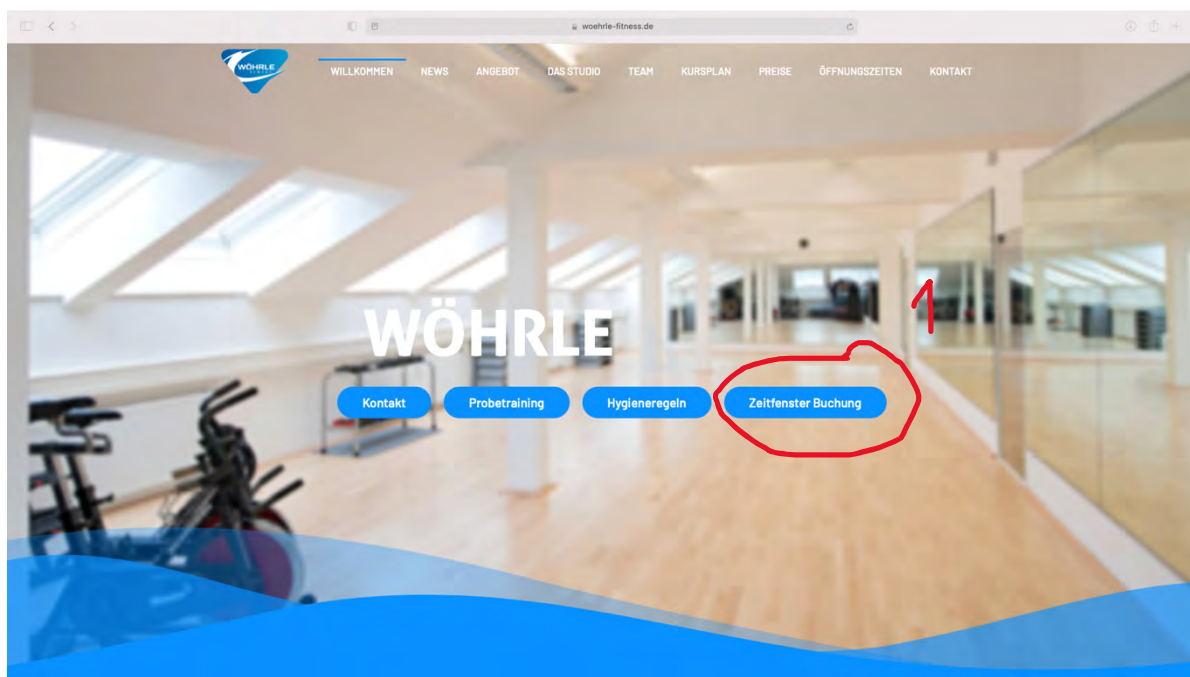 woehrle-fitness.de
WÖHRLE
WILLKOMMEN NEWS ANGEBOT DAS STUDIO TEAM KURSPLAN PREISE ÖFFNUNGSZEITEN KONTAKT
1
WÖHRLE
Kontakt Probetraining Hygieneregeln Zeitfenster Buchung